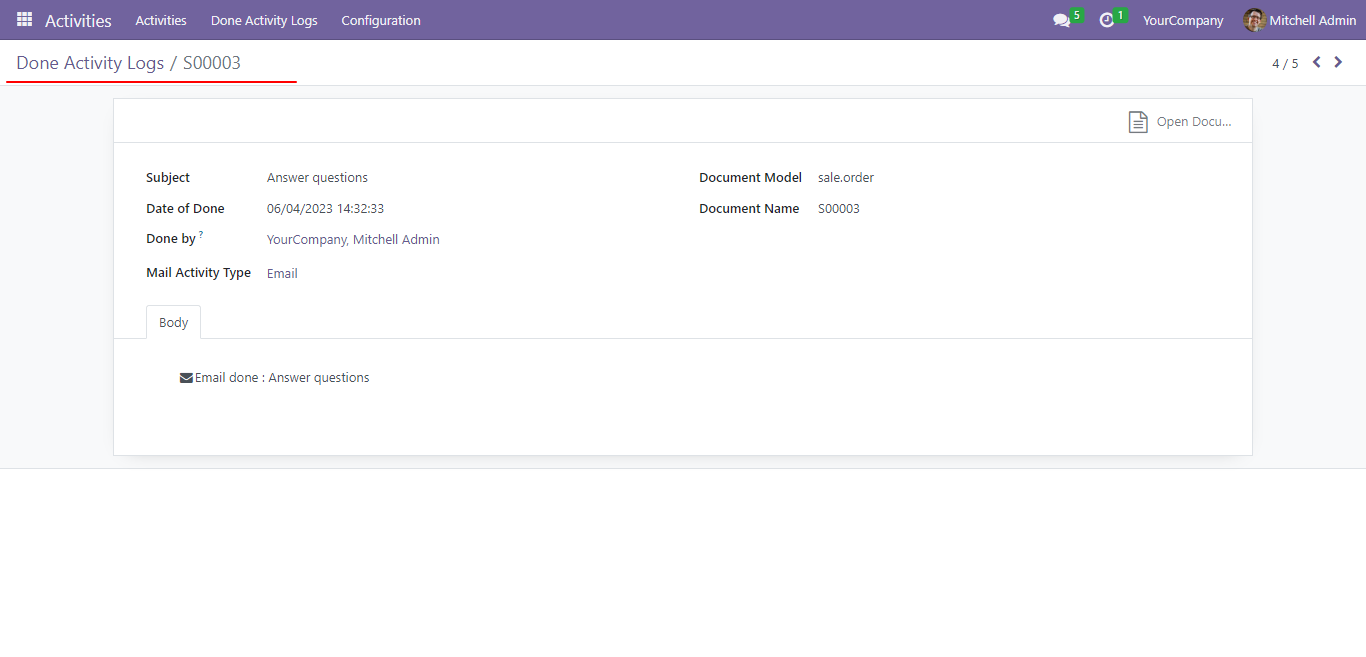 Activities Activities Done Activity Logs Configuration 5 1 YourCompany Mitchell Admin
Done Activity Logs / S00003 4 / 5
Open Docu...
Subject Answer questions Document Model sale.order
Date of Done 06/04/2023 14:32:33 Document Name S00003
Done by ? YourCompany, Mitchell Admin
Mail Activity Type Email
Body
Email done : Answer questions